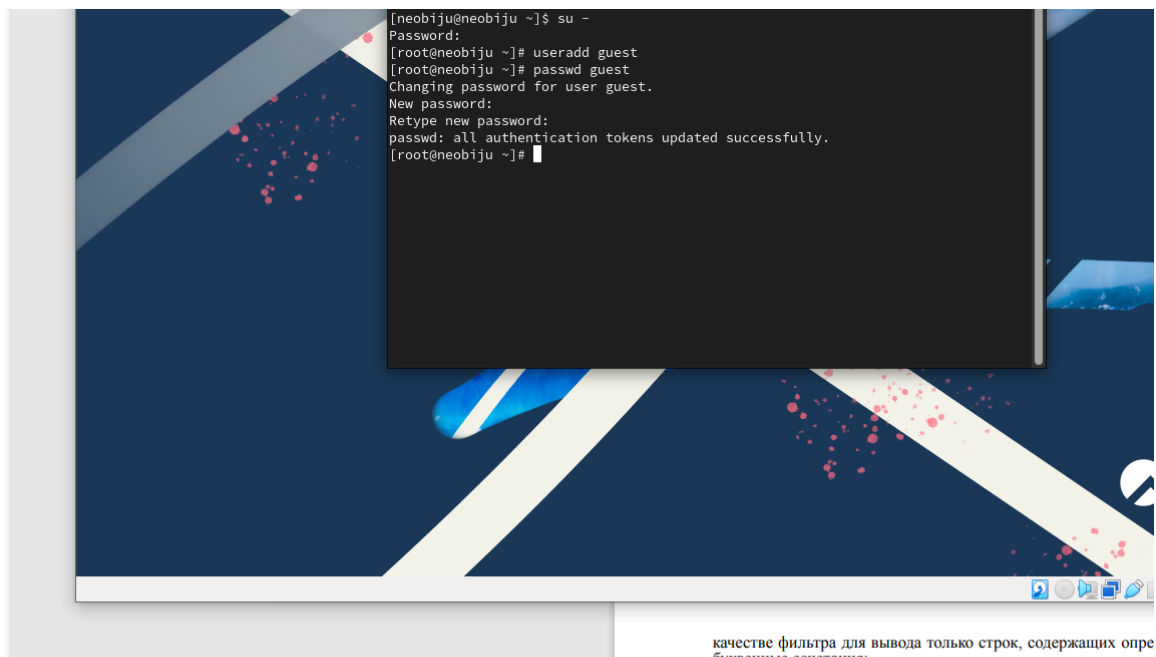 [neobiju@neobiju ~]$ su -
Password:
[root@neobiju ~]# useradd guest
[root@neobiju ~]# passwd guest
Changing password for user guest.
New password:
Retype new password:
passwd: all authentication tokens updated successfully.
[root@neobiju ~]#
качестве фильтра для вывода только строк, содержащих опре